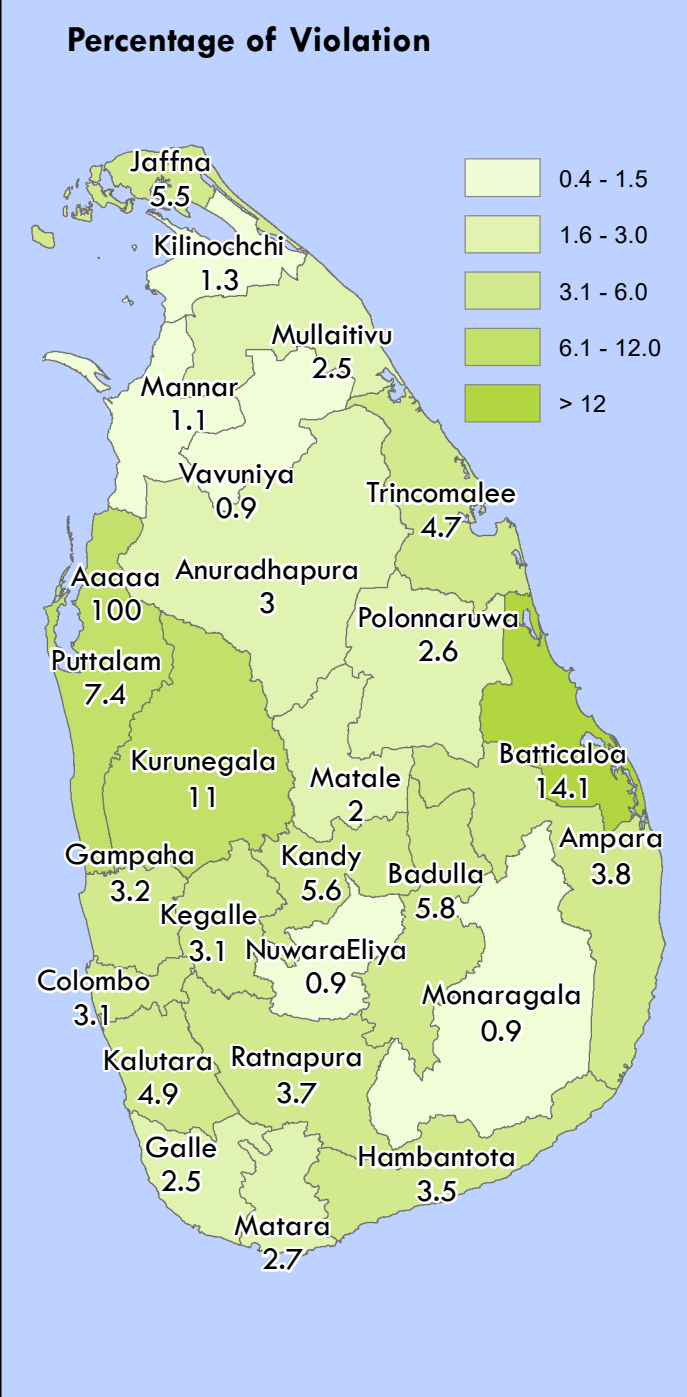 Percentage of Violation
0.4 - 1.5
1.6 - 3.0
3.1 - 6.0
6.1 - 12.0
> 12
Jaffna
5.5
Kilinochchi
1.3
Mullaitivu
2.5
Mannar
1.1
Vavuniya
0.9
Trincomalee
4.7
Aaaaa
100
Anuradhapura
3
Polonnaruwa
2.6
Puttalam
7.4
Kurunegala
11
Matale
2
Batticaloa
14.1
Ampara
3.8
Gampaha
3.2
Kandy
5.6
Badulla
5.8
Kegalle
3.1
NuwaraEliya
0.9
Colombo
3.1
Monaragala
0.9
Kalutara
4.9
Ratnapura
3.7
Galle
2.5
Hambantota
3.5
Matara
2.7